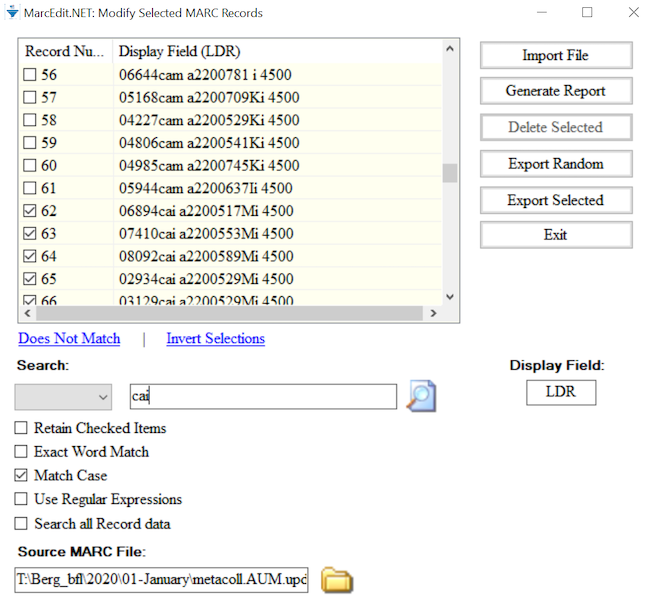 MarcEdit.NET: Modify Selected MARC Records
Record Nu... Display Field (LDR)
56 06644cam a2200781 i 4500
57 05168cam a2200709Ki 4500
58 04227cam a2200529Ki 4500
59 04806cam a2200541Ki 4500
60 04985cam a2200745Ki 4500
61 05944cam a2200637Ii 4500
62 06894cai a2200517Mi 4500
63 07410cai a2200553Mi 4500
64 08092cai a2200589Mi 4500
65 02934cai a2200529Mi 4500
66 03129cai a2200529Mi 4500
Import File
Generate Report
Delete Selected
Export Random
Export Selected
Exit
Does Not Match | Invert Selections
Search:
cai
Retain Checked Items
Exact Word Match
Match Case
Use Regular Expressions
Search all Record data
Display Field:
LDR
Source MARC File:
T:\Berg_bfl\2020\01-January\metacoll.AUM.upd